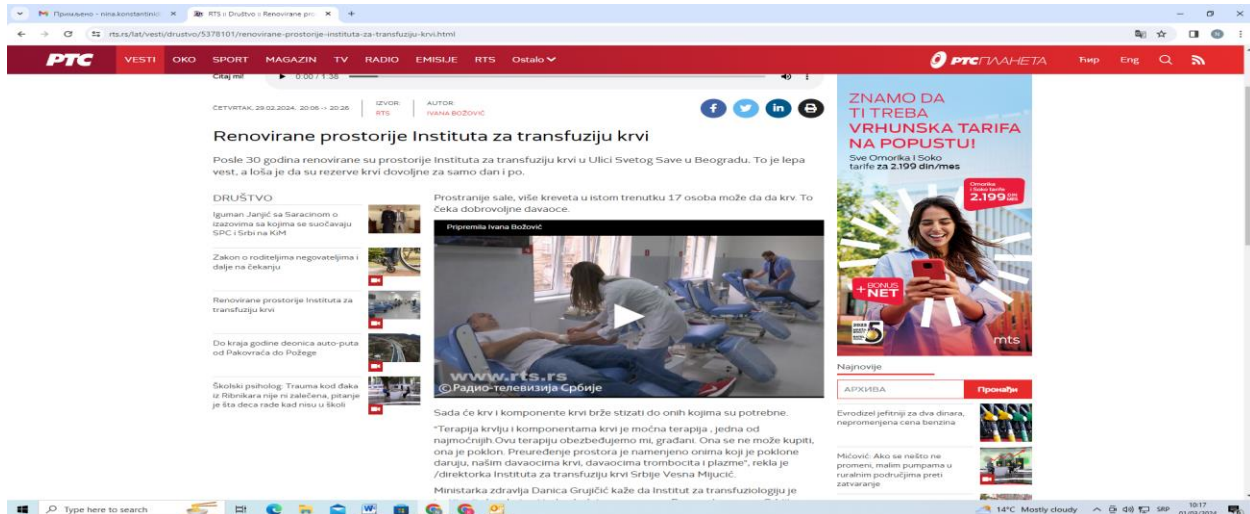 Примљено - nina.konstantinic
RTS :: Društvo :: Renovirane pro
rts.rs/lat/vesti/drustvo/5378101/renovirane-prostorije-instituta-za-transfuziju-krvi.html
РТС
VESTI
OKO
SPORT
MAGAZIN
TV
RADIO
EMISIJE
RTS
Ostalo
РТС ПЛАНЕТА
Ћир
Eng
Čitaj mi!
0:00 / 1:38
ČETVRTAK, 29.02.2024, 20:06 -> 20:26
IZVOR:
RTS
AUTOR:
IVANA BOŽOVIĆ
Renovirane prostorije Instituta za transfuziju krvi
Posle 30 godina renovirane su prostorije Instituta za transfuziju krvi u Ulici Svetog Save u Beogradu. To je lepa
vest, a loša je da su rezerve krvi dovoljne za samo dan i po.
DRUŠTVO
Iguman Janjić sa Saracinom o
izazovima sa kojima se suočavaju
SPC i Srbi na KiM
Zakon o roditeljima negovateljima i
dalje na čekanju
Renovirane prostorije Instituta za
transfuziju krvi
Do kraja godine deonica auto-puta
od Pakovraća do Požege
Školski psiholog: Trauma kod đaka
iz Ribnikara nije ni zalečena, pitanje
je šta deca rade kad nisu u školi
Prostranije sale, više kreveta u istom trenutku 17 osoba može da da krv. To
čeka dobrovoljne davaoce.
Pripremila Ivana Božović
www.rts.rs
©Радио-телевизија Србије
Sada će krv i komponente krvi brže stizati do onih kojima su potrebne.
"Terapija krvlju i komponentama krvi je moćna terapija , jedna od
najmoćnijih.Ovu terapiju obezbeđujemo mi, građani. Ona se ne može kupiti,
ona je poklon. Preuređenje prostora je namenjeno onima koji je poklone
daruju, našim davaocima krvi, davaocima trombocita i plazme", rekla je
/direktorka Instituta za transfuziju krvi Srbije Vesna Mijucić.
Ministarka zdravlja Danica Grujičić kaže da Institut za transfuziologiju je
ZNAMO DA
TI TREBA
VRHUNSKA TARIFA
NA POPUSTU!
Sve Omorika i Soko
tarife za 2.199 din/mes
Omorika
i Soko tarife
2.199
+ BONUS
NET
5
mts
Najnovije
АРХИВА
Пронађи
Evrodizel jeftiniji za dva dinara,
nepromenjena cena benzina
Mićović: Ako se nešto ne
promeni, malim pumpama u
ruralnim područjima preti
zatvaranje
Type here to search
14°C Mostly cloudy
SRP
10:17
01/03/2024